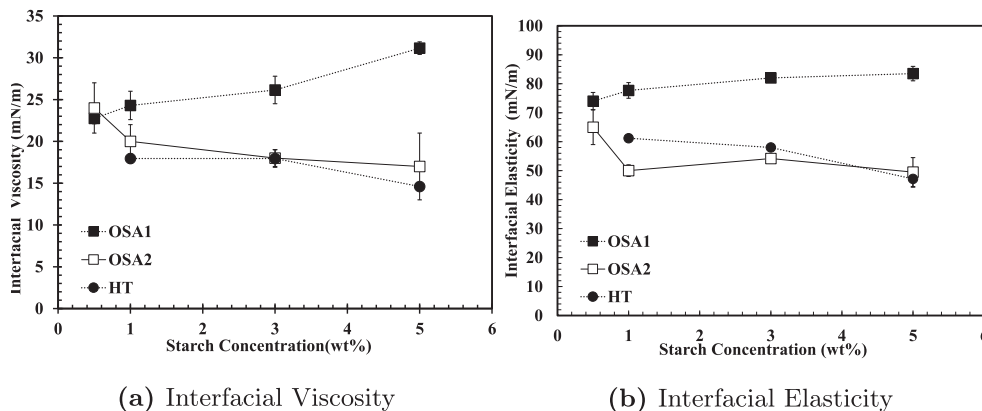 35
30
25
20
15
10
5
0
Interfacial Viscosity (mN/m)
OSA1
OSA2
HT
0 1 2 3 4 5 6
Starch Concentration(wt%)
(a) Interfacial Viscosity
100
90
80
70
60
50
40
30
20
10
0
Interfacial Elasticity (mN/m)
OSA1
OSA2
HT
0 1 2 3 4 5 6
Starch Concentration (wt%)
(b) Interfacial Elasticity